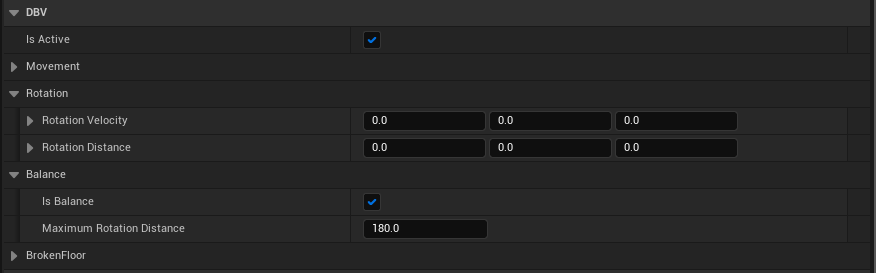 DBV
Is Active
Movement
Rotation
Rotation Velocity 0.0 0.0 0.0
Rotation Distance 0.0 0.0 0.0
Balance
Is Balance
Maximum Rotation Distance 180.0
BrokenFloor